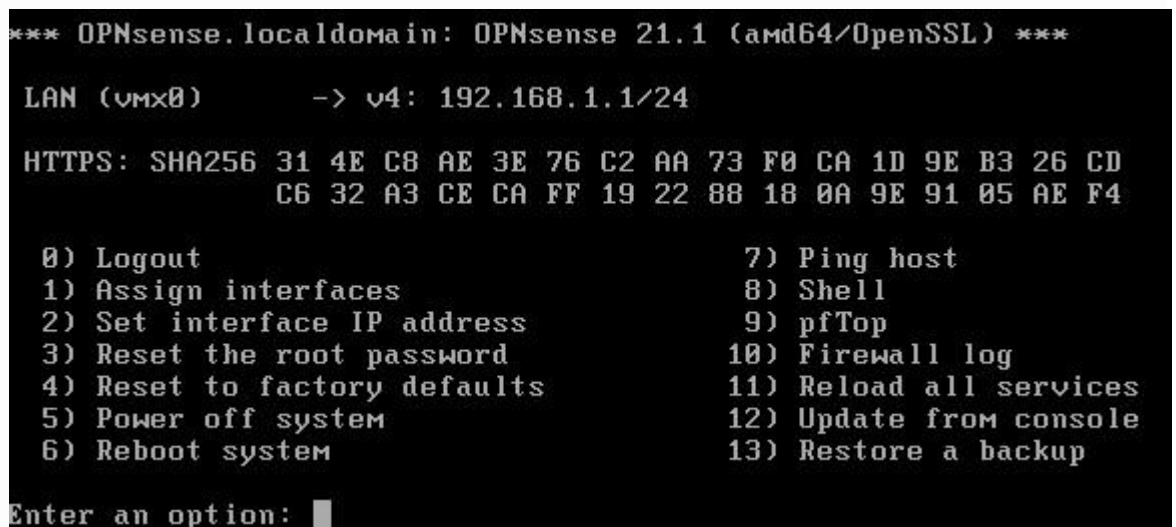 *** OPNsense.localdomain: OPNsense 21.1 (amd64/OpenSSL) ***
LAN (vmx0) -> v4: 192.168.1.1/24
HTTPS: SHA256 31 4E C8 AE 3E 76 C2 AA 73 F0 CA 1D 9E B3 26 CD
C6 32 A3 CE CA FF 19 22 88 18 0A 9E 91 05 AE F4
0) Logout 7) Ping host
1) Assign interfaces 8) Shell
2) Set interface IP address 9) pfTop
3) Reset the root password 10) Firewall log
4) Reset to factory defaults 11) Reload all services
5) Power off system 12) Update from console
6) Reboot system 13) Restore a backup
Enter an option: